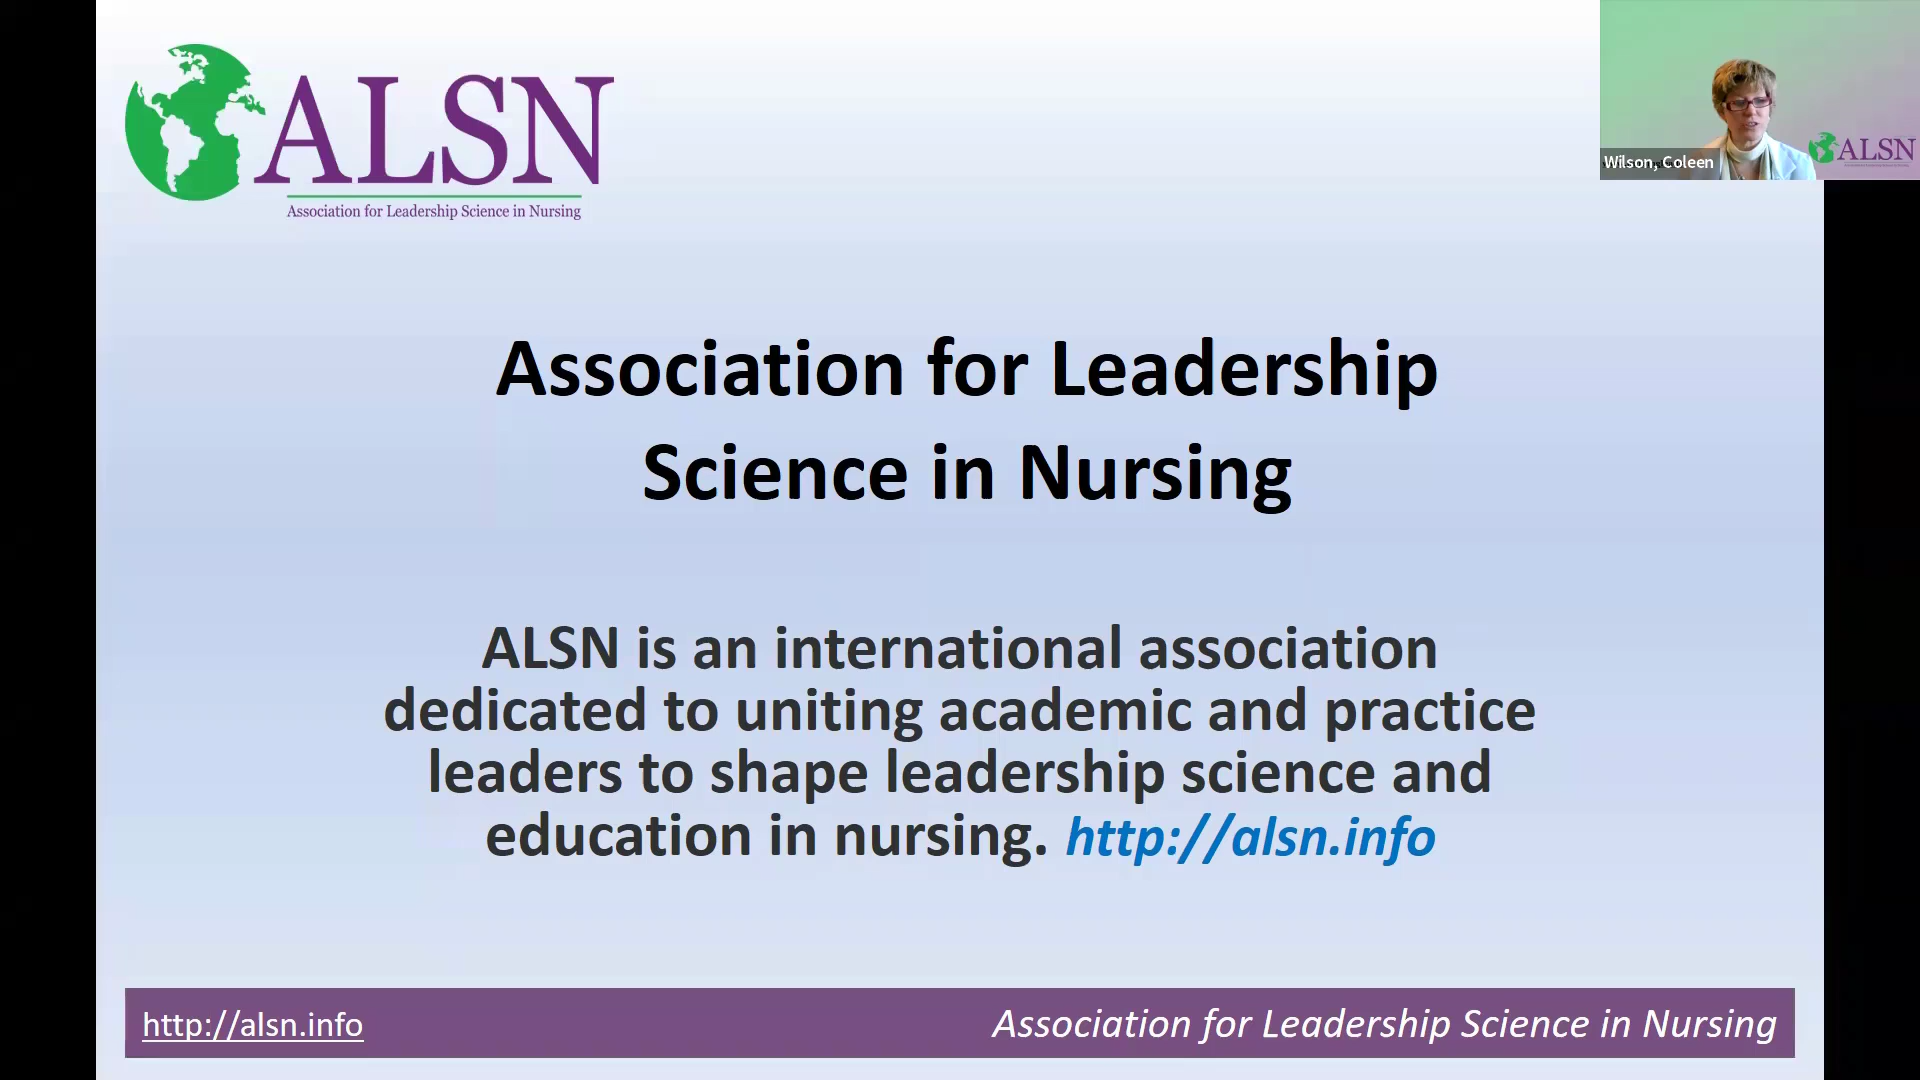 ALSN
Association for Leadership Science in Nursing
Wilson, Coleen
ALSN
Association for Leadership
Science in Nursing
ALSN is an international association
dedicated to uniting academic and practice
leaders to shape leadership science and
education in nursing. http://alsn.info
http://alsn.info
Association for Leadership Science in Nursing